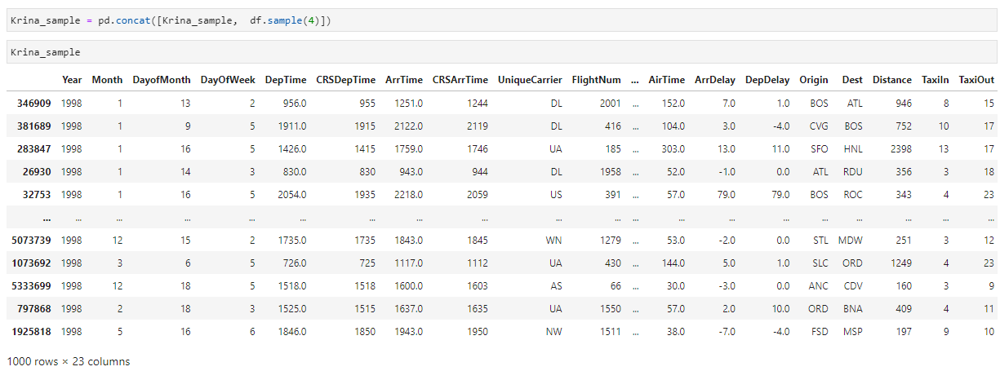 Krina_sample = pd.concat([Krina_sample,  df.sample(4)])
Krina_sample
Year Month DayofMonth DayOfWeek DepTime CRSDepTime ArrTime CRSArrTime UniqueCarrier FlightNum ... AirTime ArrDelay DepDelay Origin Dest Distance TaxiIn TaxiOut
346909 1998 1 13 2 956.0 955 1251.0 1244 DL 2001 ... 152.0 7.0 1.0 BOS ATL 946 8 15
381689 1998 1 9 5 1911.0 1915 2122.0 2119 DL 416 ... 104.0 3.0 -4.0 CVG BOS 752 10 17
283847 1998 1 16 5 1426.0 1415 1759.0 1746 UA 185 ... 303.0 13.0 11.0 SFO HNL 2398 13 17
26930 1998 1 14 3 830.0 830 943.0 944 DL 1958 ... 52.0 -1.0 0.0 ATL RDU 356 3 18
32753 1998 1 16 5 2054.0 1935 2218.0 2059 US 391 ... 57.0 79.0 79.0 BOS ROC 343 4 23
... ... ... ... ... ... ... ... ... ... ... ... ... ... ... ... ... ... ... ...
5073739 1998 12 15 2 1735.0 1735 1843.0 1845 WN 1279 ... 53.0 -2.0 0.0 STL MDW 251 3 12
1073692 1998 3 6 5 726.0 725 1117.0 1112 UA 430 ... 144.0 5.0 1.0 SLC ORD 1249 4 23
5333699 1998 12 18 5 1518.0 1518 1600.0 1603 AS 66 ... 30.0 -3.0 0.0 ANC CDV 160 3 9
797868 1998 2 18 3 1525.0 1515 1637.0 1635 UA 1550 ... 57.0 2.0 10.0 ORD BNA 409 4 11
1925818 1998 5 16 6 1846.0 1850 1943.0 1950 NW 1511 ... 38.0 -7.0 -4.0 FSD MSP 197 9 10
1000 rows × 23 columns